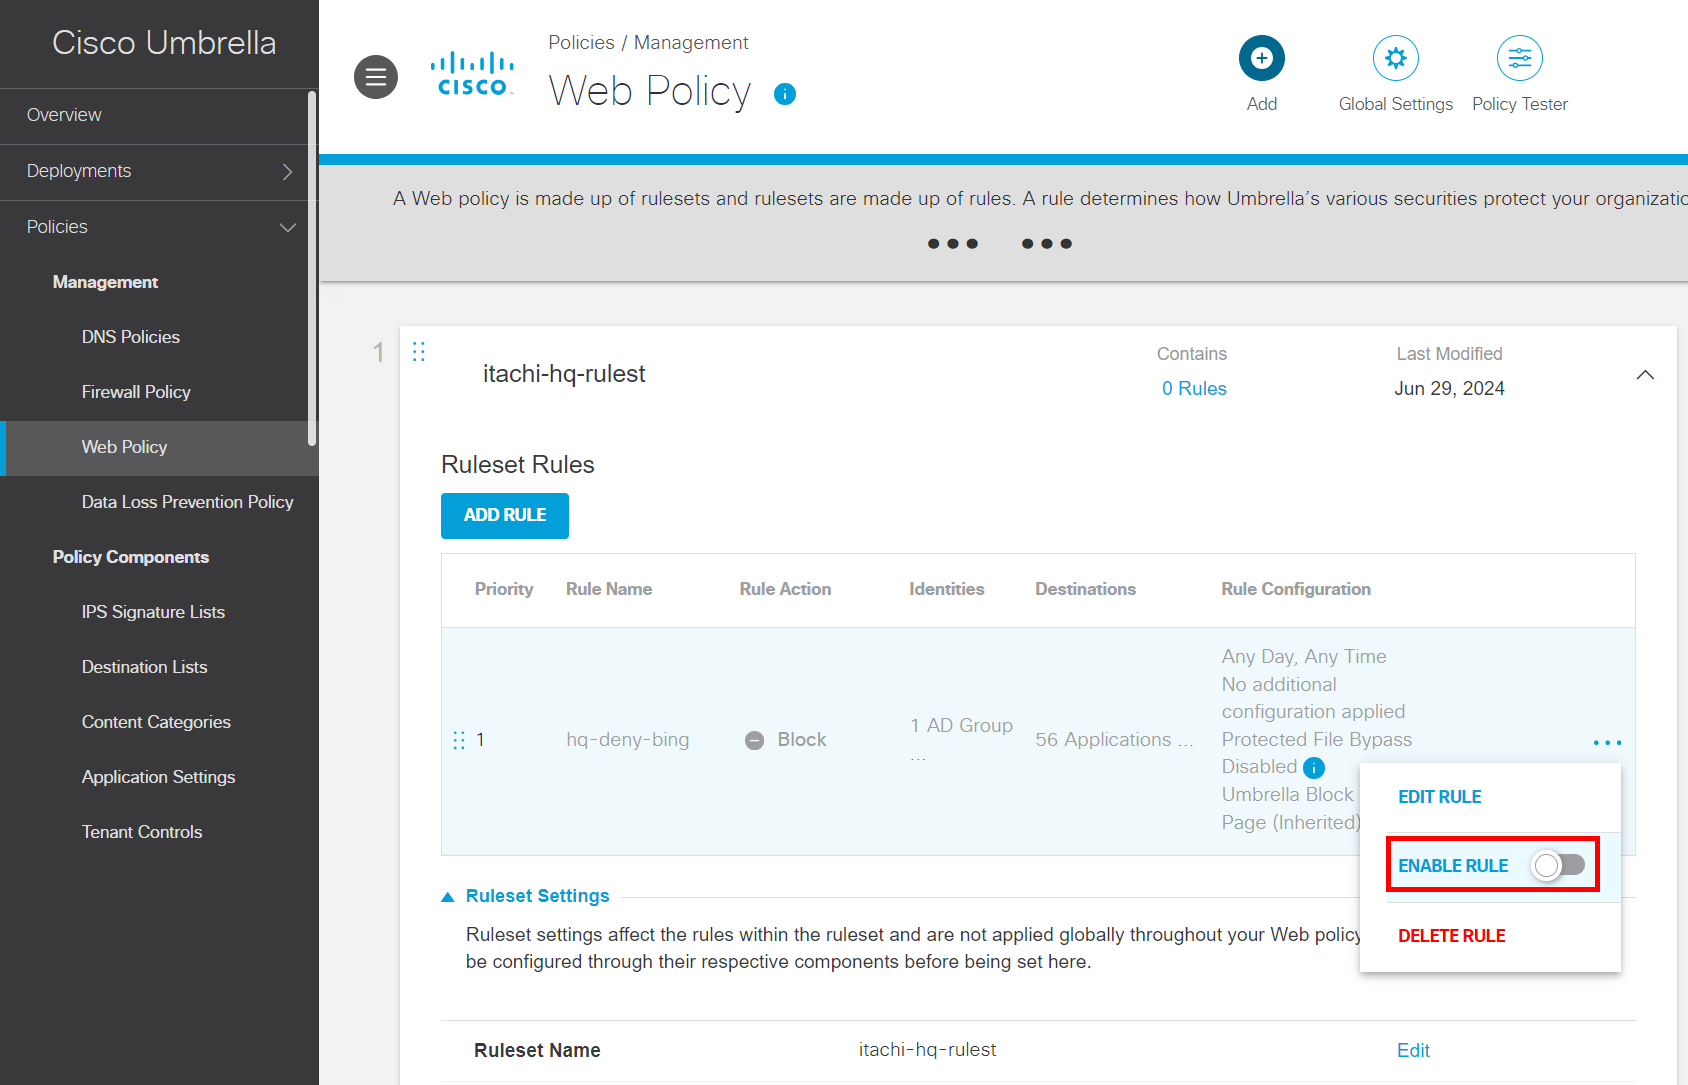 Cisco Umbrella
Overview
Deployments
Policies
Management
DNS Policies
Firewall Policy
Web Policy
Data Loss Prevention Policy
Policy Components
IPS Signature Lists
Destination Lists
Content Categories
Application Settings
Tenant Controls
CISCO
Policies / Management
Web Policy
Add
Global Settings
Policy Tester
A Web policy is made up of rulesets and rulesets are made up of rules. A rule determines how Umbrella's various securities protect your organizatio
1
itachi-hq-rulest
Contains
0 Rules
Last Modified
Jun 29, 2024
Ruleset Rules
ADD RULE
Priority Rule Name Rule Action Identities Destinations Rule Configuration
1 hq-deny-bing Block 1 AD Group ... 56 Applications ...
Any Day, Any Time
No additional
configuration applied
Protected File Bypass
Disabled
Umbrella Block
Page (Inherited)
EDIT RULE
ENABLE RULE
DELETE RULE
Ruleset Settings
Ruleset settings affect the rules within the ruleset and are not applied globally throughout your Web policy
be configured through their respective components before being set here.
Ruleset Name itachi-hq-rulest Edit